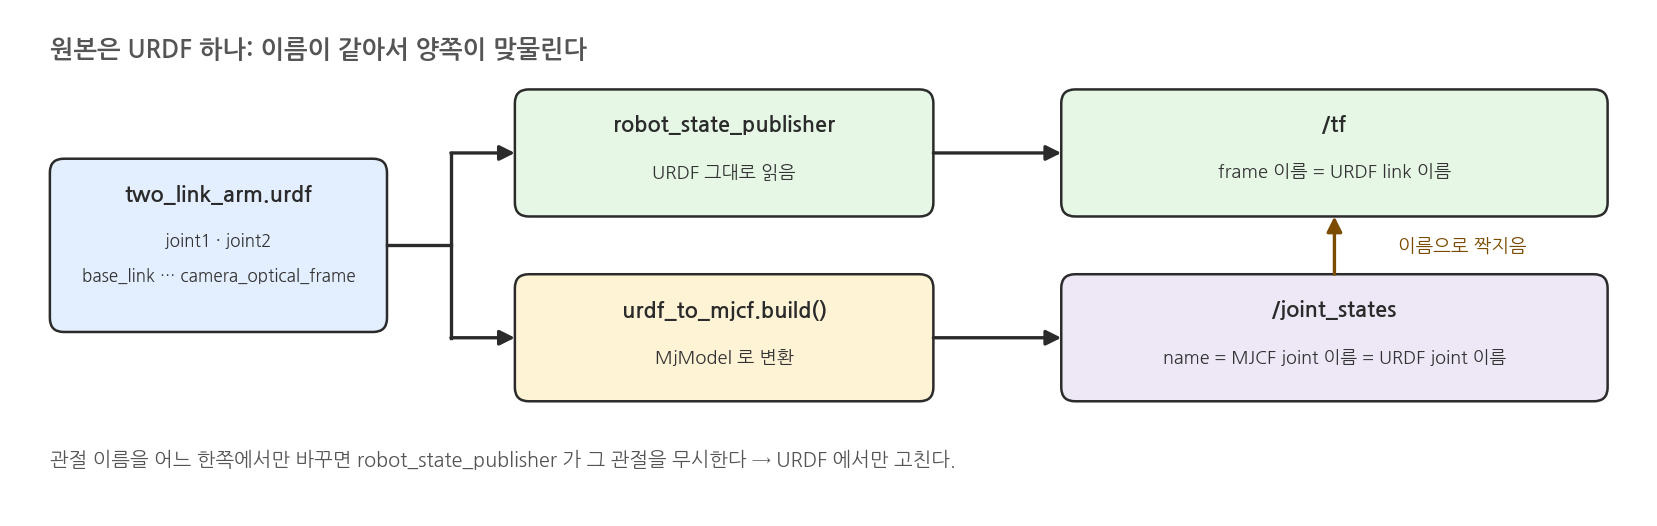 원본은 URDF 하나: 이름이 같아서 양쪽이 맞물린다
two_link_arm.urdf
joint1 · joint2
base_link ··· camera_optical_frame
robot_state_publisher
URDF 그대로 읽음
/tf
frame 이름 = URDF link 이름
이름으로 짝지음
urdf_to_mjcf.build()
MjModel 로 변환
/joint_states
name = MJCF joint 이름 = URDF joint 이름
관절 이름을 어느 한쪽에서만 바꾸면 robot_state_publisher 가 그 관절을 무시한다 → URDF 에서만 고친다.